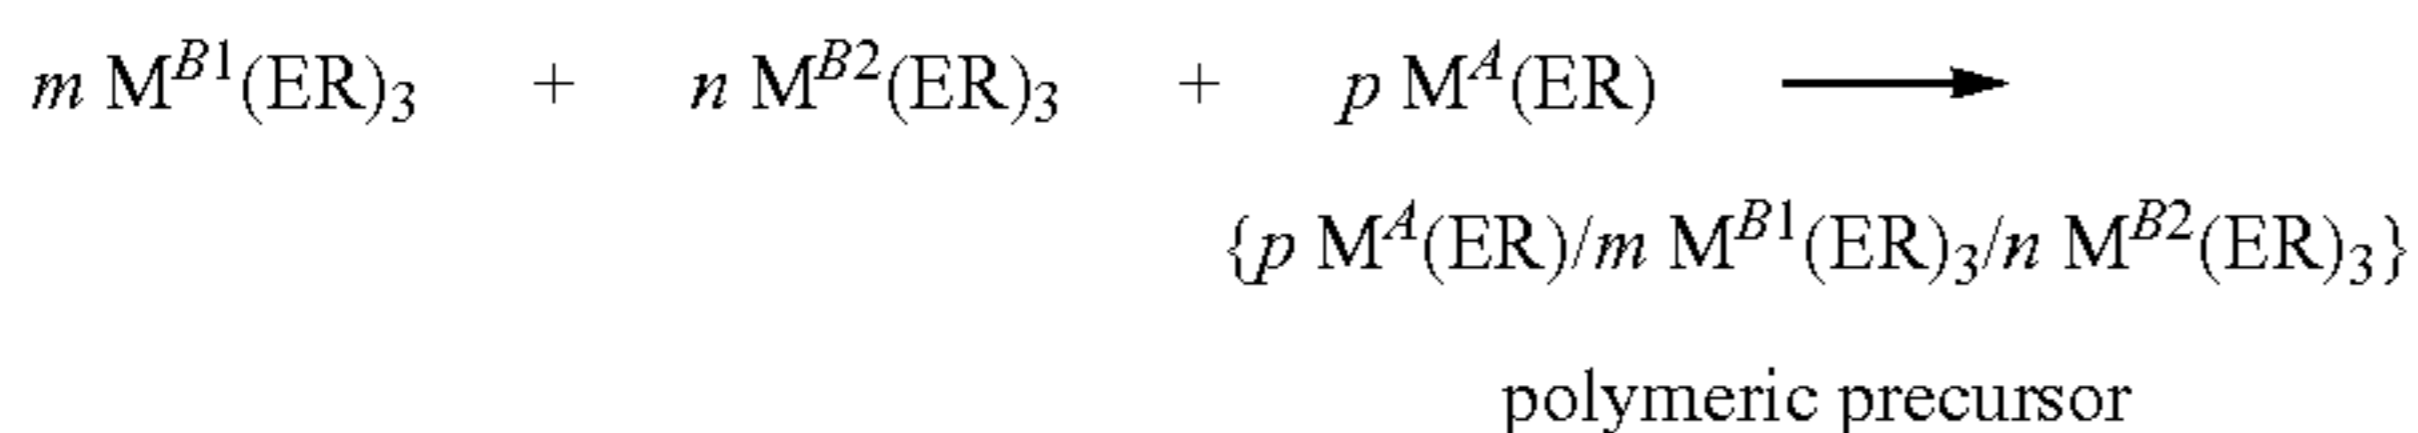 m M^{B1}(ER)_3 + n M^{B2}(ER)_3 + p M^A(ER) ⟶
{p M^A(ER)/m M^{B1}(ER)_3/n M^{B2}(ER)_3}
polymeric precursor